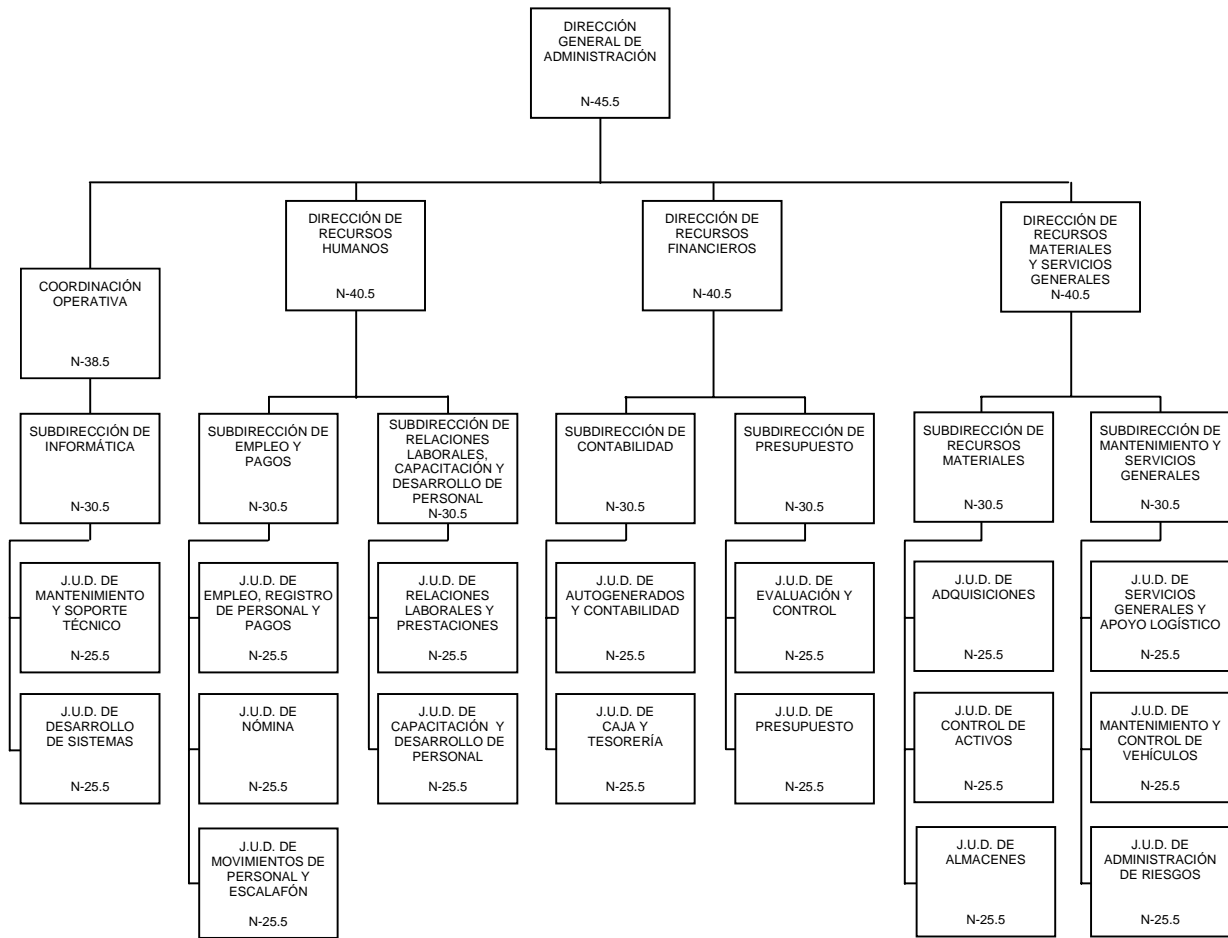 DIRECCIÓN
GENERAL DE
ADMINISTRACIÓN
N-45.5
COORDINACIÓN
OPERATIVA
N-38.5
DIRECCIÓN DE
RECURSOS
HUMANOS
N-40.5
DIRECCIÓN DE
RECURSOS
FINANCIEROS
N-40.5
DIRECCIÓN DE
RECURSOS
MATERIALES
Y SERVICIOS
GENERALES
N-40.5
SUBDIRECCIÓN DE
INFORMÁTICA
N-30.5
SUBDIRECCIÓN DE
EMPLEO Y
PAGOS
N-30.5
SUBDIRECCIÓN DE
RELACIONES
LABORALES,
CAPACITACIÓN Y
DESARROLLO DE
PERSONAL
N-30.5
SUBDIRECCIÓN DE
CONTABILIDAD
N-30.5
SUBDIRECCIÓN DE
PRESUPUESTO
N-30.5
SUBDIRECCIÓN DE
RECURSOS
MATERIALES
N-30.5
SUBDIRECCIÓN DE
MANTENIMIENTO Y
SERVICIOS
GENERALES
N-30.5
J.U.D. DE
MANTENIMIENTO
Y SOPORTE
TÉCNICO
N-25.5
J.U.D. DE
EMPLEO, REGISTRO
DE PERSONAL Y
PAGOS
N-25.5
J.U.D. DE
RELACIONES
LABORALES Y
PRESTACIONES
N-25.5
J.U.D. DE
AUTOGENERADOS
Y CONTABILIDAD
N-25.5
J.U.D. DE
EVALUACIÓN Y
CONTROL
N-25.5
J.U.D. DE
ADQUISICIONES
N-25.5
J.U.D. DE
SERVICIOS
GENERALES Y
APOYO LOGÍSTICO
N-25.5
J.U.D. DE
DESARROLLO
DE SISTEMAS
N-25.5
J.U.D. DE
NÓMINA
N-25.5
J.U.D. DE
CAPACITACIÓN Y
DESARROLLO DE
PERSONAL
N-25.5
J.U.D. DE
CAJA Y
TESORERÍA
N-25.5
J.U.D. DE
PRESUPUESTO
N-25.5
J.U.D. DE
CONTROL DE
ACTIVOS
N-25.5
J.U.D. DE
MANTENIMIENTO Y
CONTROL DE
VEHÍCULOS
N-25.5
J.U.D. DE
MOVIMIENTOS DE
PERSONAL Y
ESCALAFÓN
N-25.5
J.U.D. DE
ALMACENES
N-25.5
J.U.D. DE
ADMINISTRACIÓN
DE RIESGOS
N-25.5